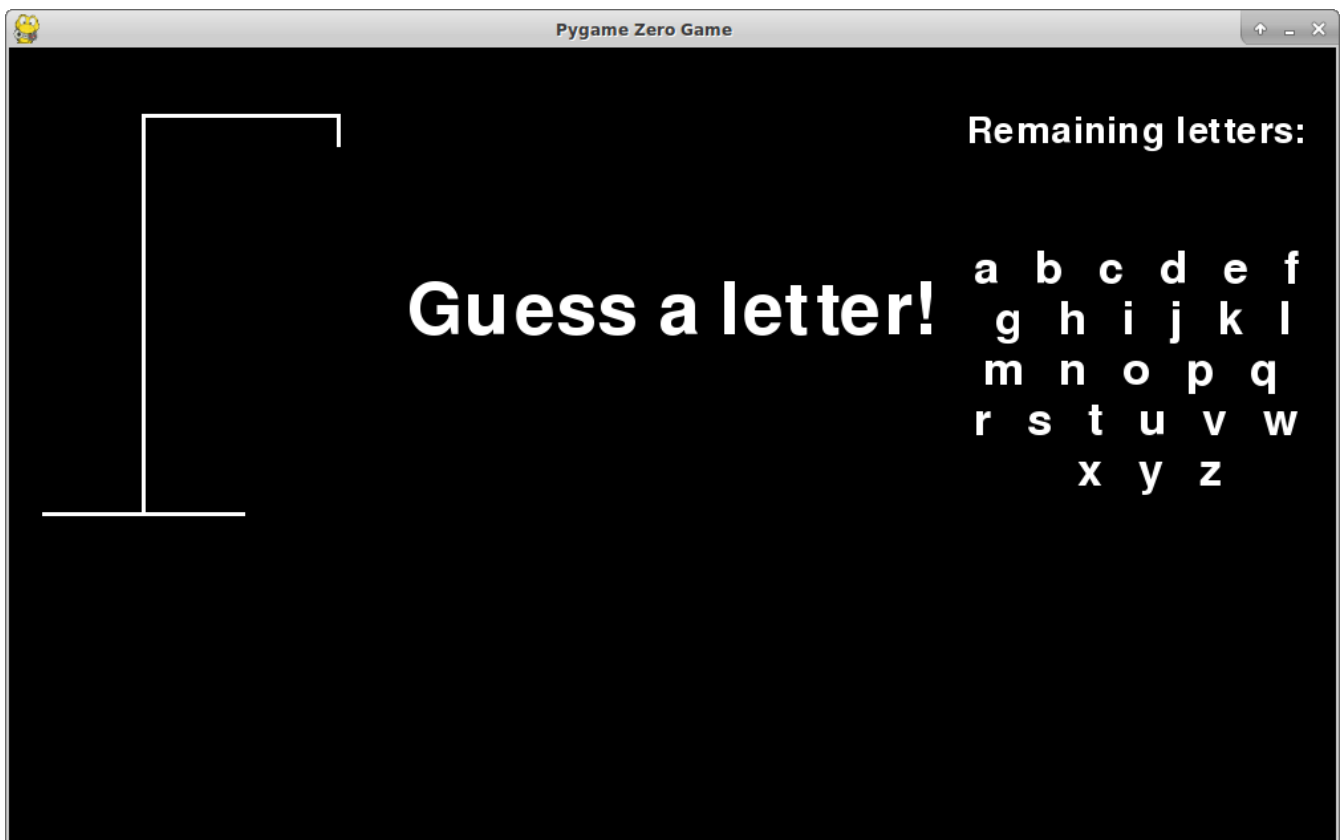 Pygame Zero Game
Remaining letters:
Guess a letter!
a b c d e f
g h i j k l
m n o p q
r s t u v w
x y z